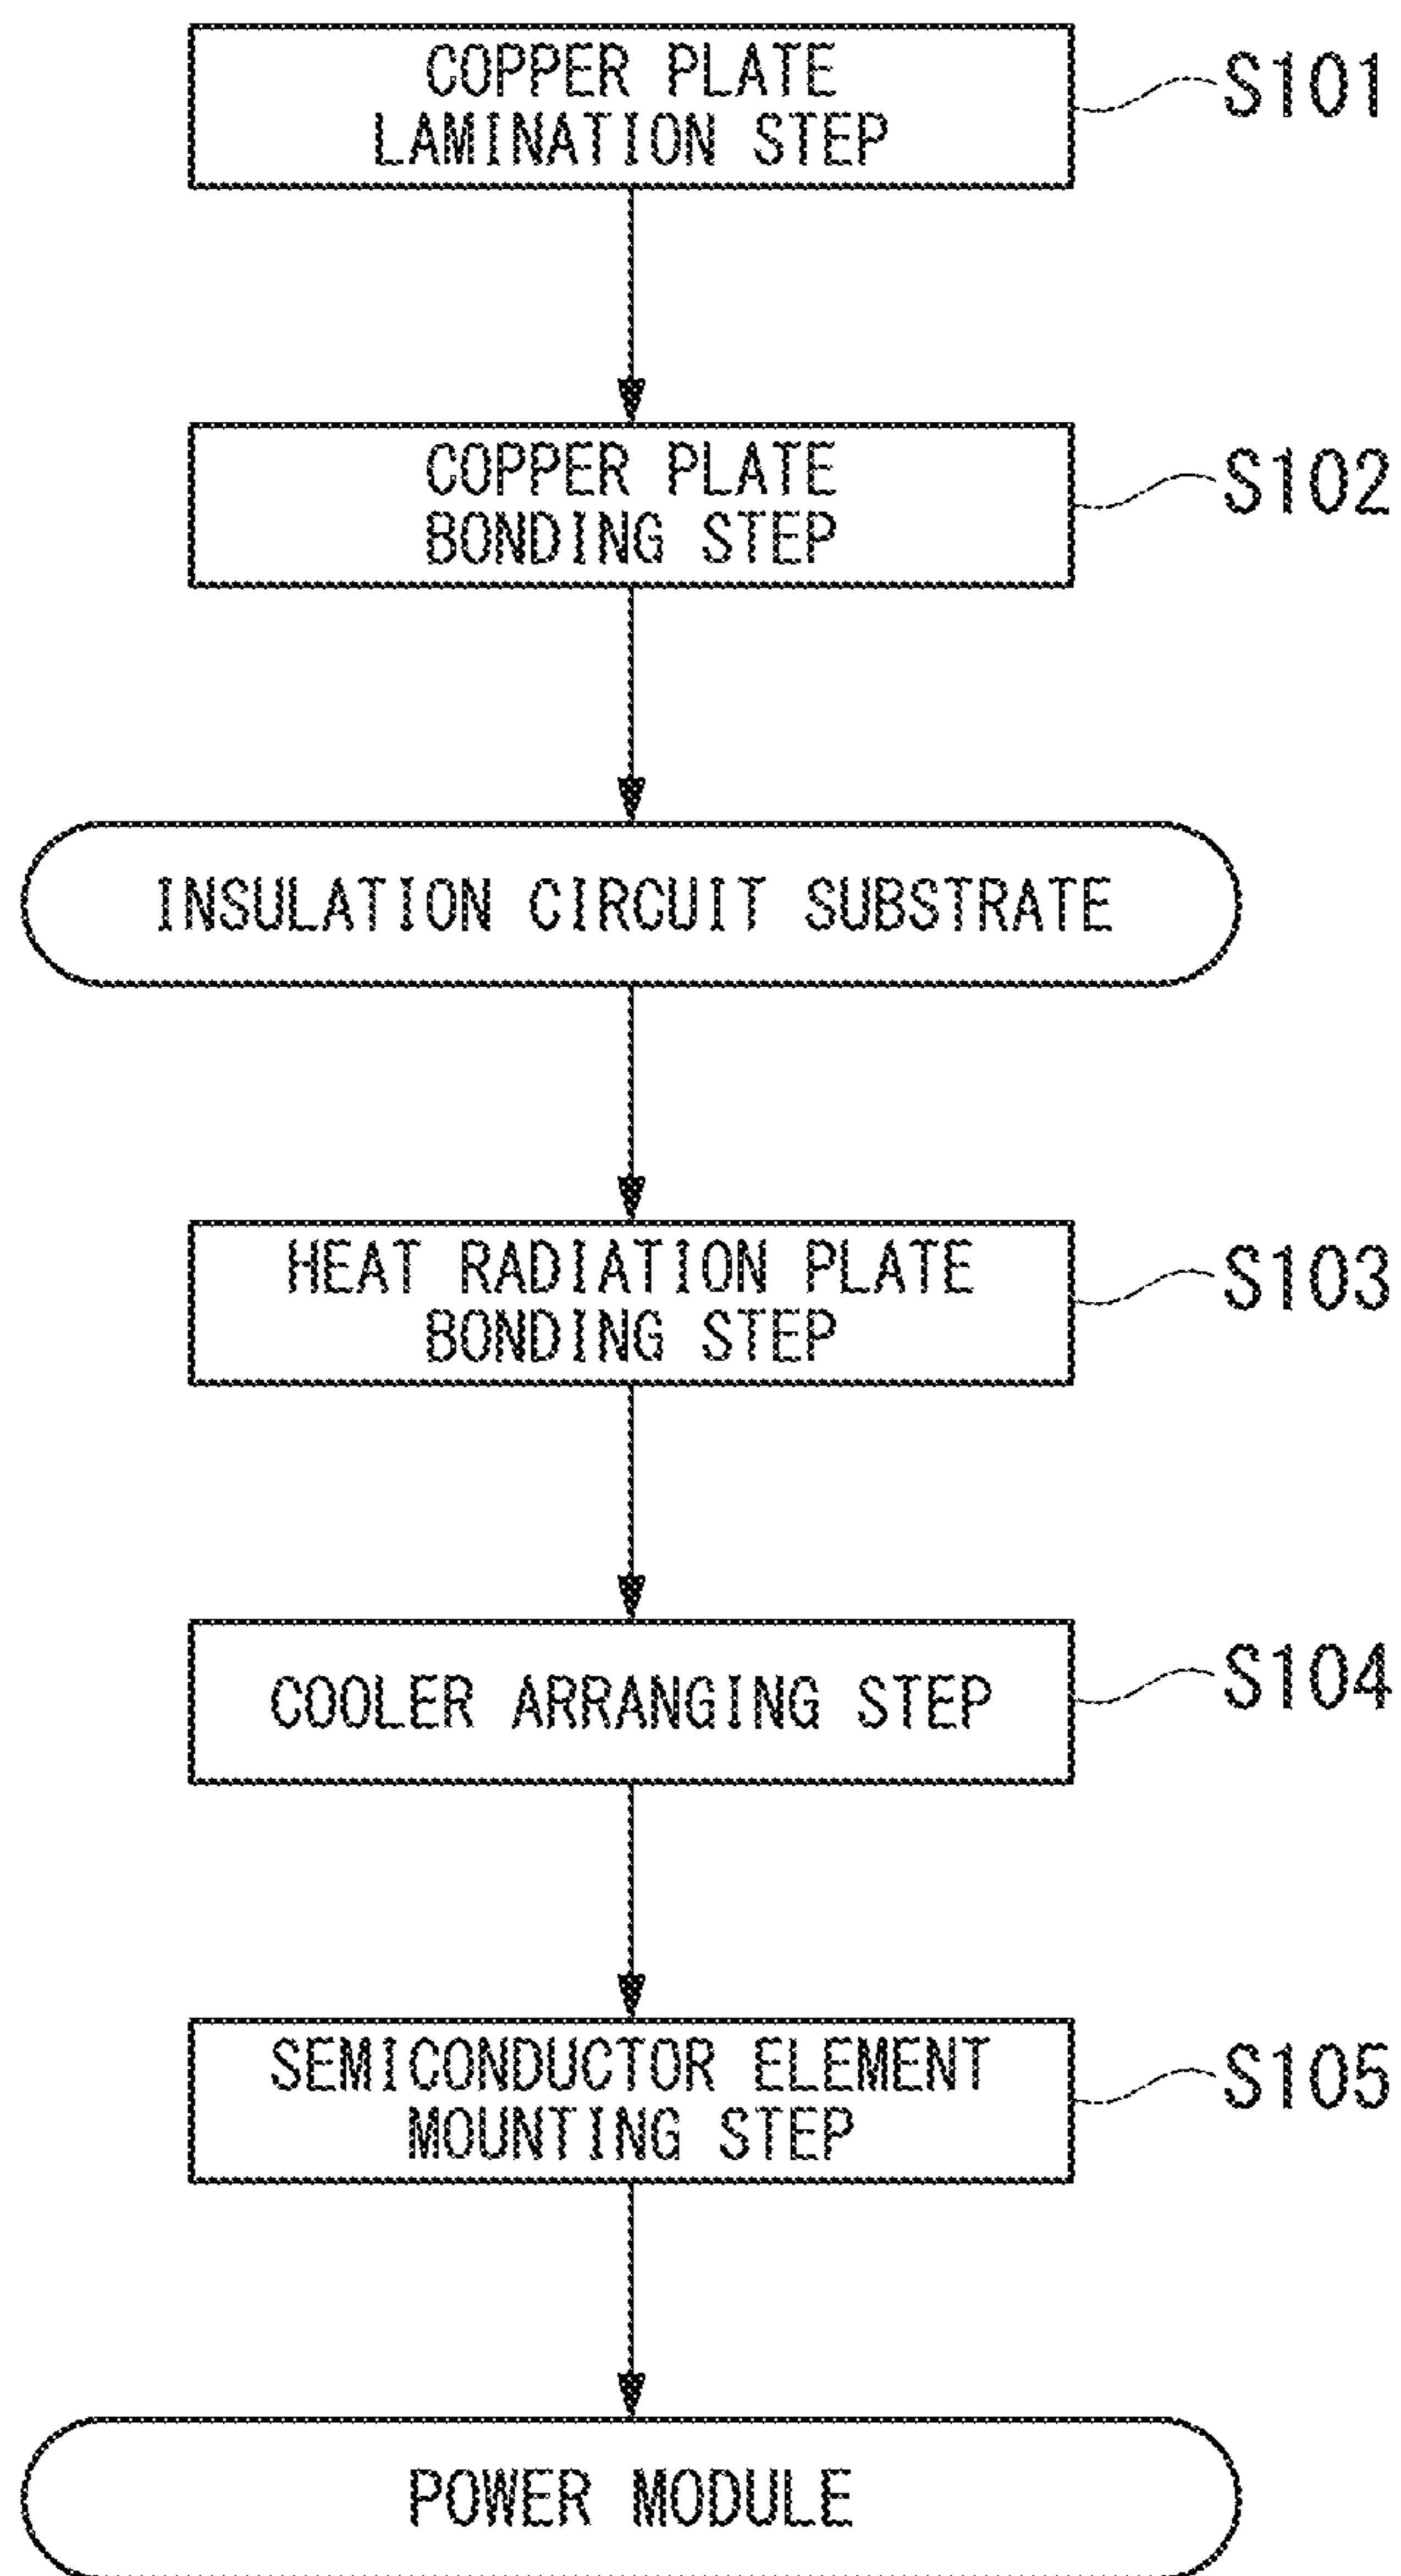 COPPER PLATE
LAMINATION STEP
S101
COPPER PLATE
BONDING STEP
S102
INSULATION CIRCUIT SUBSTRATE
HEAT RADIATION PLATE
BONDING STEP
S103
COOLER ARRANGING STEP
S104
SEMICONDUCTOR ELEMENT
MOUNTING STEP
S105
POWER MODULE